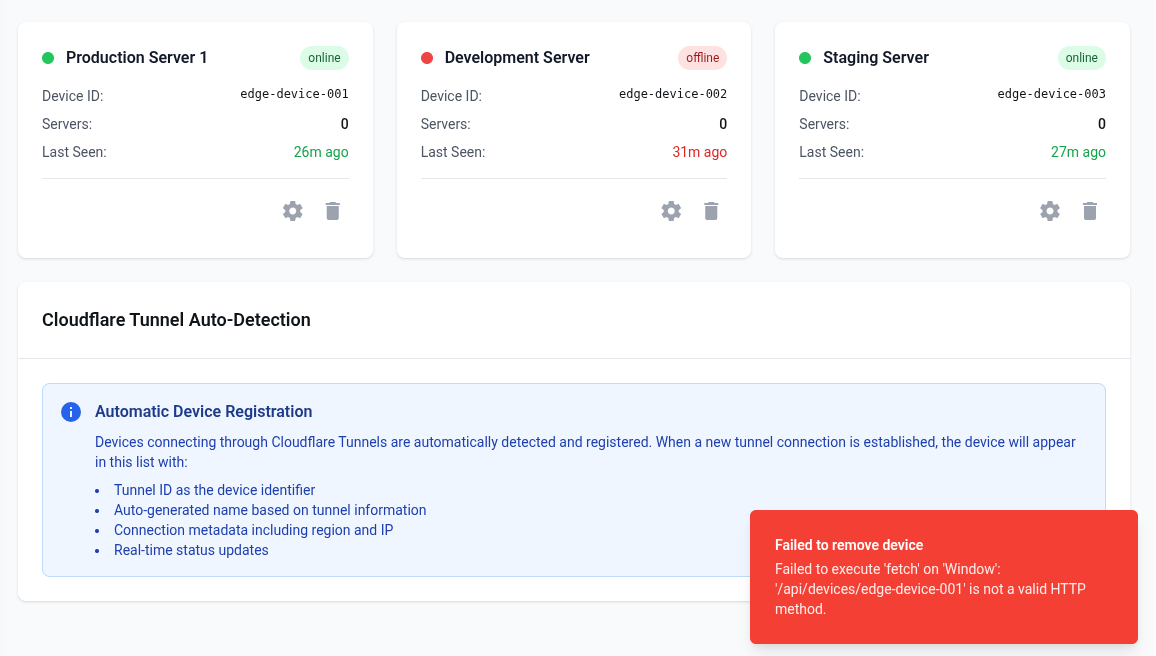 Production Server 1
online
Device ID:
edge-device-001
Servers:
0
Last Seen:
26m ago
Development Server
offline
Device ID:
edge-device-002
Servers:
0
Last Seen:
31m ago
Staging Server
online
Device ID:
edge-device-003
Servers:
0
Last Seen:
27m ago
Cloudflare Tunnel Auto-Detection
Automatic Device Registration
Devices connecting through Cloudflare Tunnels are automatically detected and registered. When a new tunnel connection is established, the device will appear
in this list with:
• Tunnel ID as the device identifier
• Auto-generated name based on tunnel information
• Connection metadata including region and IP
• Real-time status updates
Failed to remove device
Failed to execute 'fetch' on 'Window':
'/api/devices/edge-device-001' is not a valid HTTP
method.